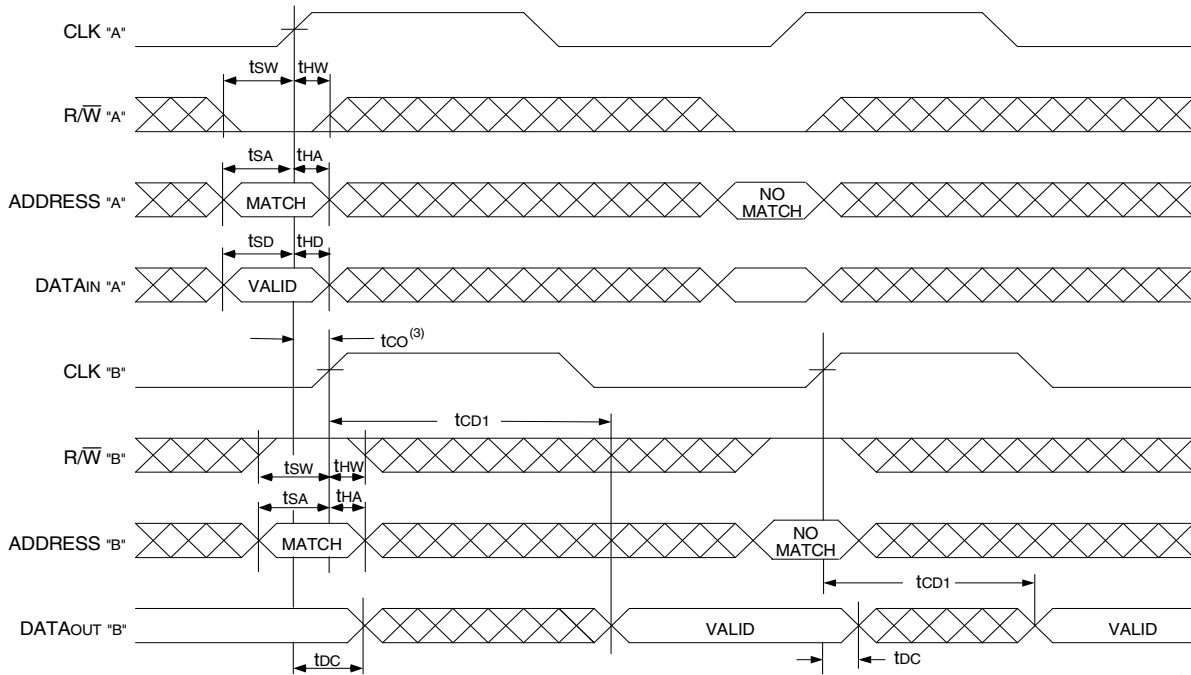 CLK "A"
tSW tHW
R/W̅ "A"
tSA tHA
ADDRESS "A" MATCH NO MATCH
tSD tHD
DATAIN "A" VALID
tCO(3)
CLK "B"
tCD1
R/W̅ "B"
tSW tHW
tSA tHA
ADDRESS "B" MATCH NO MATCH
tCD1
DATAOUT "B" VALID VALID
tDC tDC